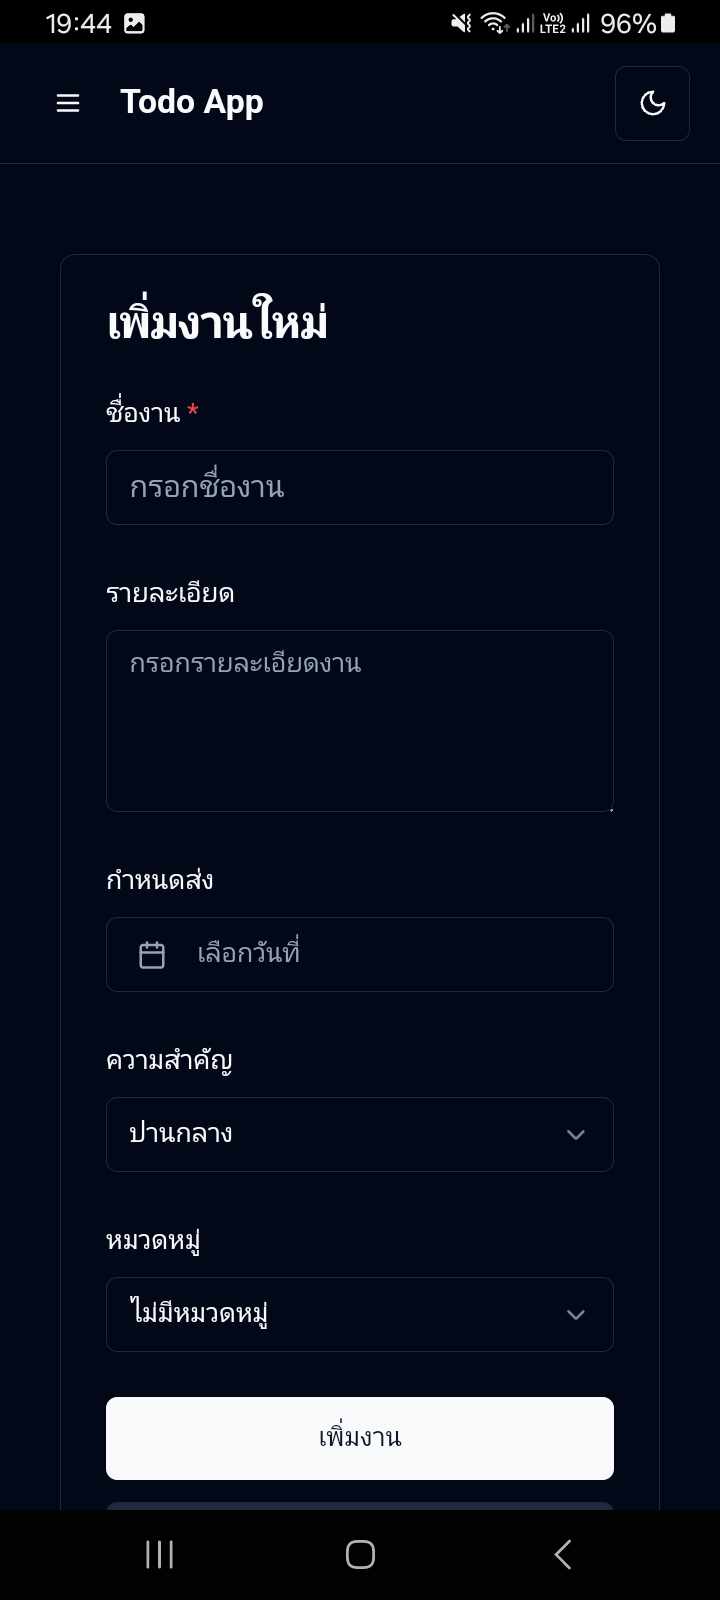 19:44
Vo)) LTE2 96%
Todo App
เพิ่มงานใหม่
ชื่องาน *
กรอกชื่องาน
รายละเอียด
กรอกรายละเอียดงาน
กำหนดส่ง
เลือกวันที่
ความสำคัญ
ปานกลาง
หมวดหมู่
ไม่มีหมวดหมู่
เพิ่มงาน